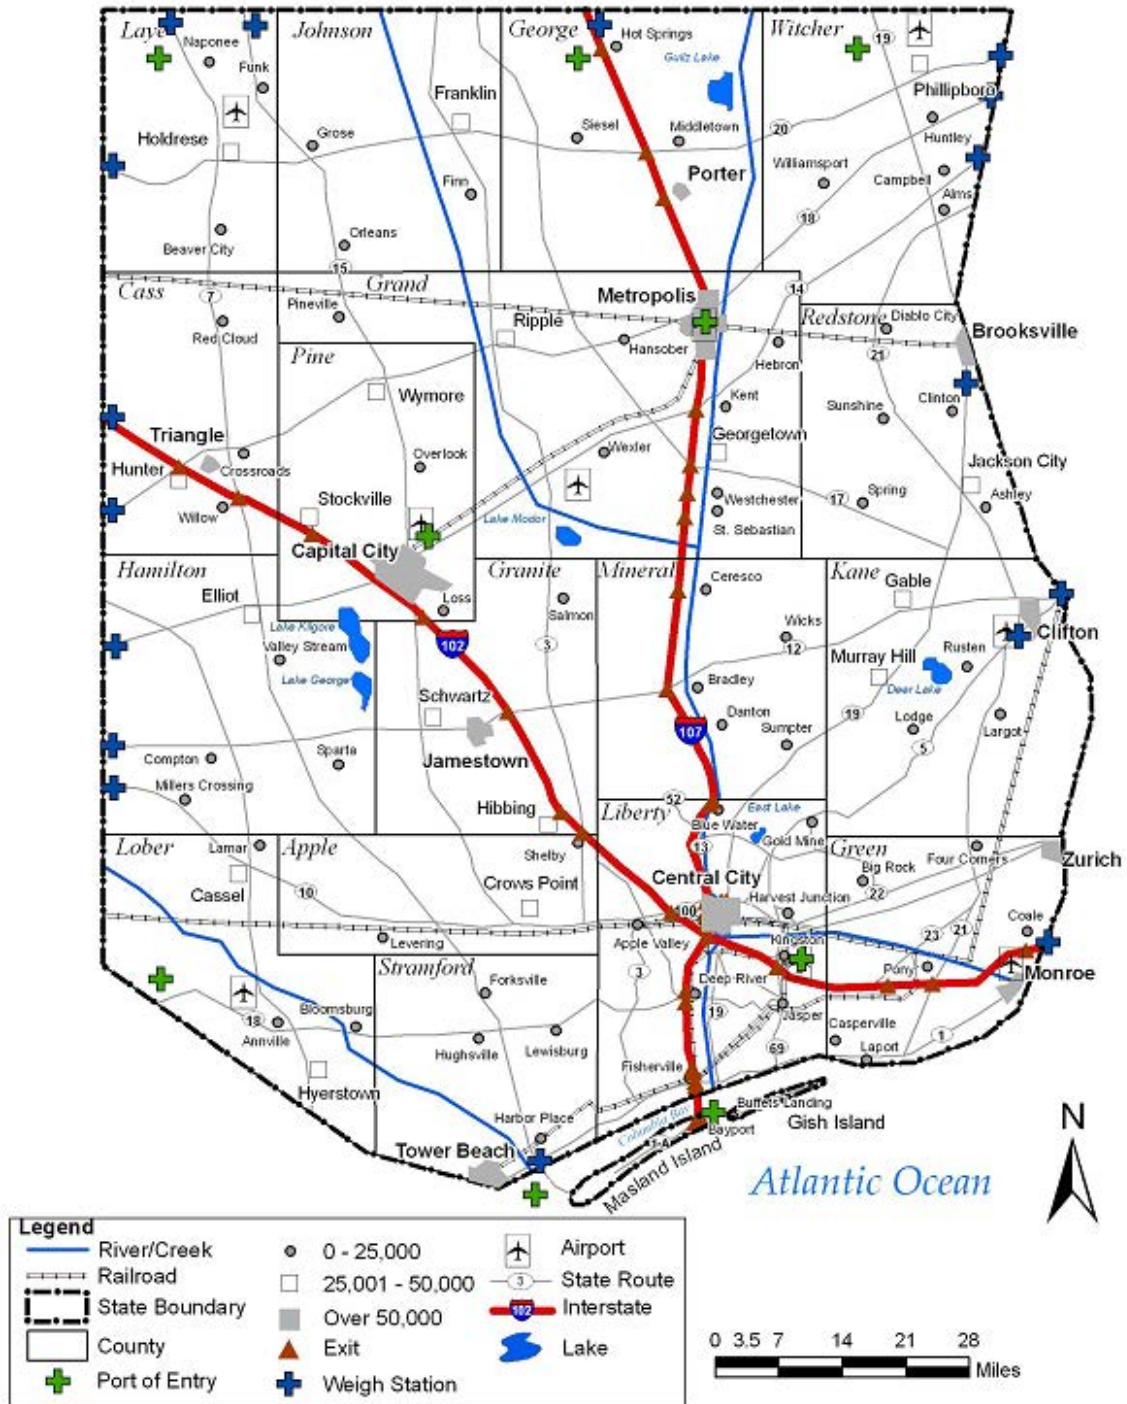 Laye
Johnson
George
Witcher
19
Naponee
Hot Springs
Funk
Guilz Lake
Franklin
Phillipboro
Holdrese
Grose
Siesel
Middletown
20
Huntley
Williamsport
Campbell
Finn
Porter
Alms
18
Beaver City
Orleans
15
Cass
Grand
7
Pineville
Metropolis
14
Redstone
Diablo City
Brooksville
Red Cloud
Ripple
Hansober
Hebron
21
Pine
Wymore
Kent
Sunshine
Clinton
Triangle
Georgetown
Wexler
Hunter
Crossroads
Overlook
Jackson City
Stockville
Westchester
17
Spring
Ashley
Willow
Lake Modor
St. Sebastian
Capital City
Hamilton
Granite
Mineral
Kane
Elliot
Loss
Salmon
Ceresco
Gable
Lake Kilgore
102
3
Wicks
12
Clifton
Valley Stream
Murray Hill
Rusten
Lake George
Bradley
Deer Lake
Schwartz
19
Danton
Lodge
Largot
107
Sumpter
5
Compton
Sparta
Jamestown
Millers Crossing
Hibbing
52
East Lake
Liberty
Blue Water
Gold Mine
Lober
Lamar
Apple
Shelby
13
Green
Four Corners
Zurich
Big Rock
Cassel
10
Crows Point
Central City
22
100
Harvest Junction
Coale
Levering
Apple Valley
Kingston
23
21
Stramford
3
Pony
Monroe
Forksville
Deep River
18
Annville
Bloomsburg
19
Jasper
Casperville
1
Hughsville
Lewisburg
69
Laport
Hyerstown
Fisherville
Harbor Place
Columbia Bay
Buffets Landing
Gish Island
Tower Beach
1-A
Bayport
Masland Island
N
Atlantic Ocean
Legend
River/Creek
0 - 25,000
Airport
Railroad
25,001 - 50,000
3
State Route
State Boundary
Over 50,000
102
Interstate
County
Exit
Lake
Port of Entry
Weigh Station
0 3.5 7 14 21 28
Miles